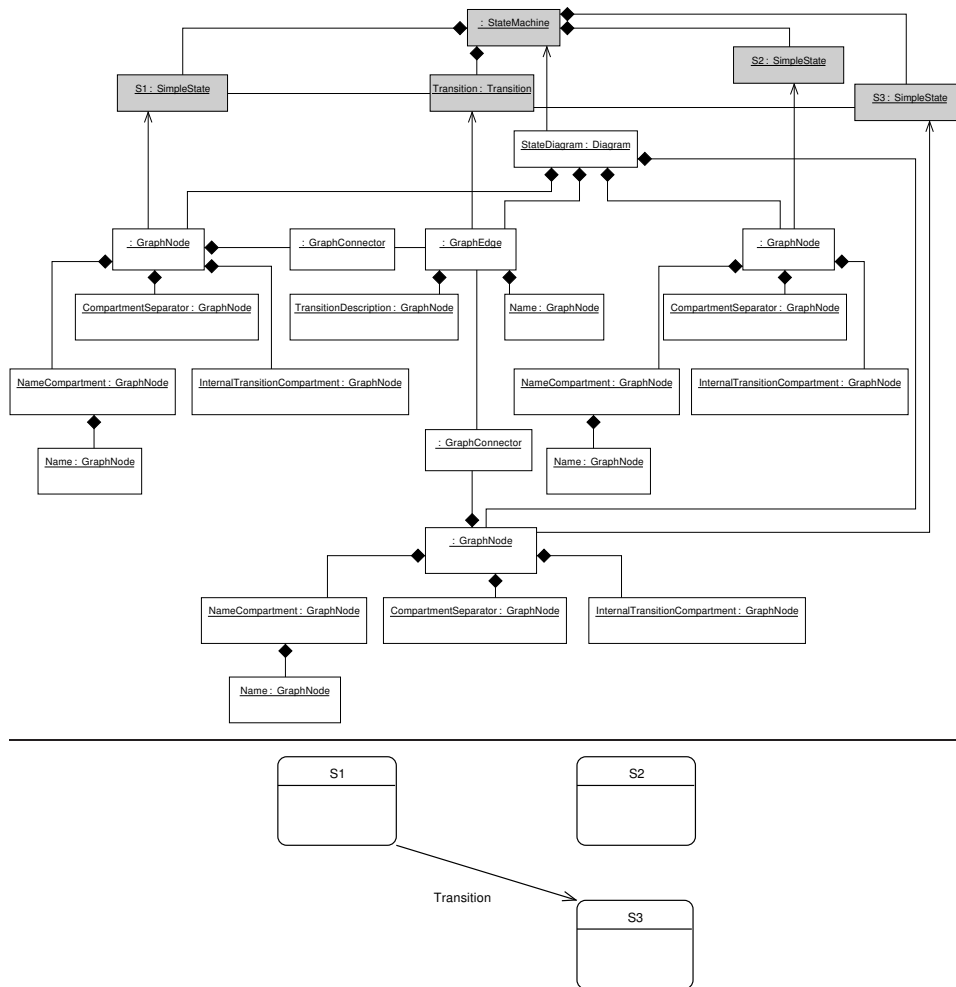 : StateMachine
S2 : SimpleState
S1 : SimpleState
Transition : Transition
S3 : SimpleState
StateDiagram : Diagram
: GraphNode
: GraphConnector
: GraphEdge
: GraphNode
CompartmentSeparator : GraphNode
TransitionDescription : GraphNode
Name : GraphNode
CompartmentSeparator : GraphNode
NameCompartment : GraphNode
InternalTransitionCompartment : GraphNode
NameCompartment : GraphNode
InternalTransitionCompartment : GraphNode
: GraphConnector
Name : GraphNode
Name : GraphNode
: GraphNode
NameCompartment : GraphNode
CompartmentSeparator : GraphNode
InternalTransitionCompartment : GraphNode
Name : GraphNode
S1
S2
Transition
S3